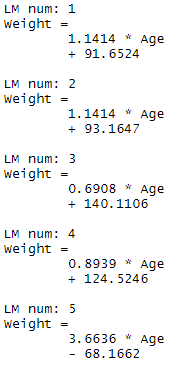 LM num: 1
Weight =
1.1414 * Age
+ 91.6524
LM num: 2
Weight =
1.1414 * Age
+ 93.1647
LM num: 3
Weight =
0.6908 * Age
+ 140.1106
LM num: 4
Weight =
0.8939 * Age
+ 124.5246
LM num: 5
Weight =
3.6636 * Age
- 68.1662